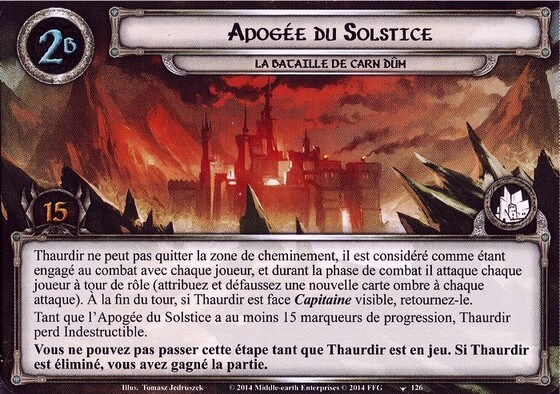 2B
Apogée du Solstice
La Bataille de Carn Dûm
15
Thaurdir ne peut pas quitter la zone de cheminement, il est considéré comme étant
engagé au combat avec chaque joueur, et durant la phase de combat il attaque chaque
joueur à tour de rôle (attribuez et défaussez une nouvelle carte ombre à chaque
attaque). À la fin du tour, si Thaurdir est face Capitaine visible, retournez-le.
Tant que l'Apogée du Solstice a au moins 15 marqueurs de progression, Thaurdir
perd Indestructible.
Vous ne pouvez pas passer cette étape tant que Thaurdir est en jeu. Si Thaurdir
est éliminé, vous avez gagné la partie.
Illus. Tomasz Jedruszek © 2014 Middle-earth Enterprises © 2014 FFG 126